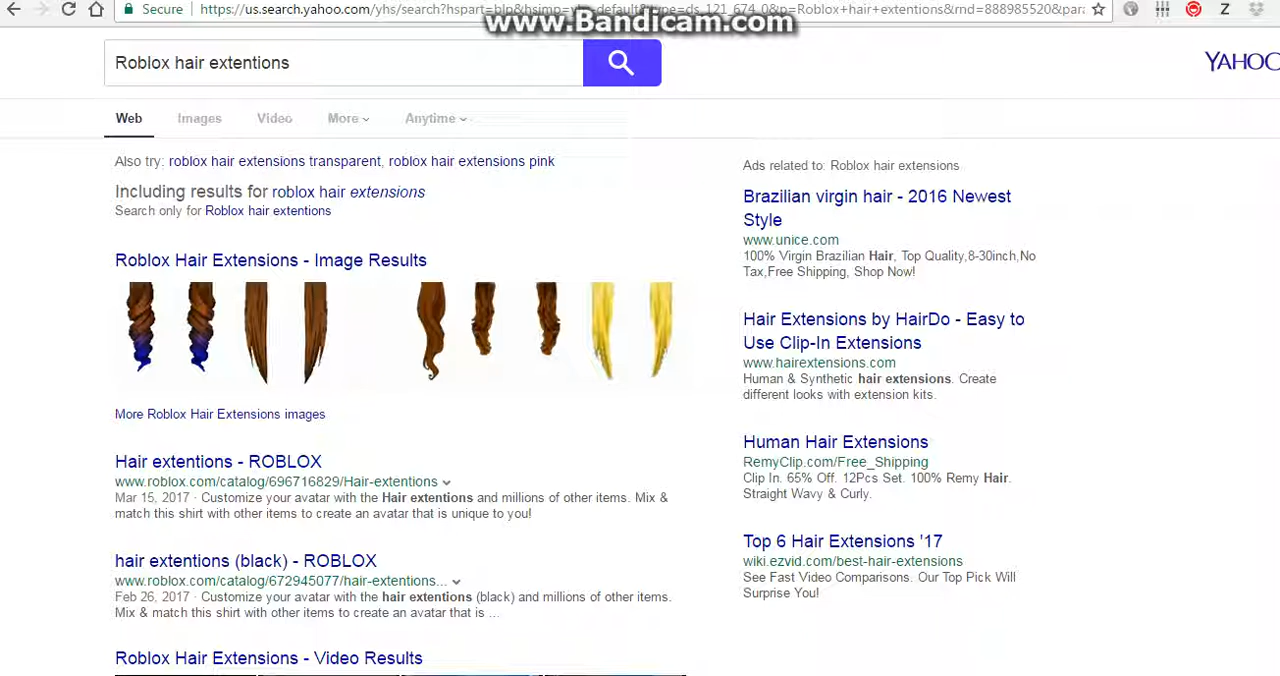 Secure
https://us.search.yahoo.com/yhs/search?hspart=blp&hsimp=
www.Bandicam.com
Roblox hair extentions
YAHOO
Web Images Video More Anytime
Also try: roblox hair extensions transparent, roblox hair extensions pink
Including results for roblox hair extensions
Search only for Roblox hair extentions
Roblox Hair Extensions - Image Results
More Roblox Hair Extensions images
Hair extentions - ROBLOX
www.roblox.com/catalog/696716829/Hair-extentions
Mar 15, 2017 · Customize your avatar with the Hair extentions and millions of other items. Mix &
match this shirt with other items to create an avatar that is unique to you!
hair extentions (black) - ROBLOX
www.roblox.com/catalog/672945077/hair-extentions...
Feb 26, 2017 · Customize your avatar with the hair extentions (black) and millions of other items.
Mix & match this shirt with other items to create an avatar that is ...
Roblox Hair Extensions - Video Results
Ads related to: Roblox hair extensions
Brazilian virgin hair - 2016 Newest
Style
www.unice.com
100% Virgin Brazilian Hair, Top Quality,8-30inch,No
Tax,Free Shipping, Shop Now!
Hair Extensions by HairDo - Easy to
Use Clip-In Extensions
www.hairextensions.com
Human & Synthetic hair extensions. Create
different looks with extension kits.
Human Hair Extensions
RemyClip.com/Free_Shipping
Clip In. 65% Off. 12Pcs Set. 100% Remy Hair.
Straight Wavy & Curly.
Top 6 Hair Extensions '17
wiki.ezvid.com/best-hair-extensions
See Fast Video Comparisons. Our Top Pick Will
Surprise You!